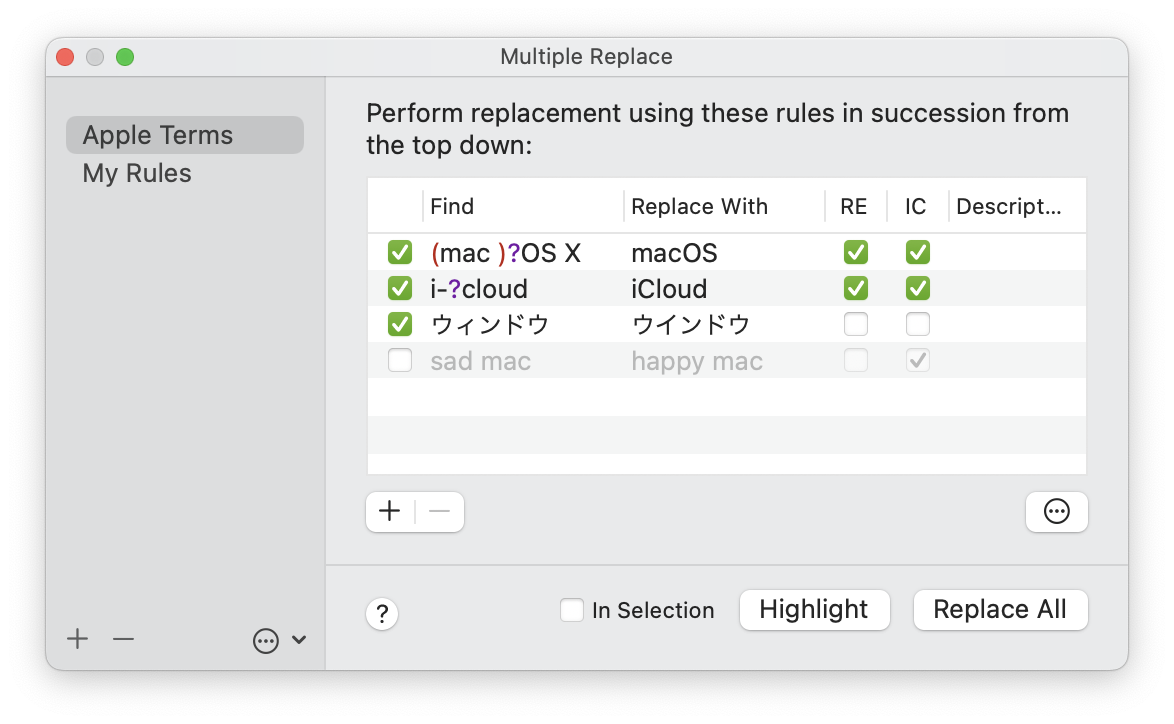 Multiple Replace
Apple Terms
My Rules
Perform replacement using these rules in succession from
the top down:
Find Replace With RE IC Descript...
(mac )?OS X macOS
i-?cloud iCloud
ウィンドウ ウインドウ
sad mac happy mac
? In Selection Highlight Replace All